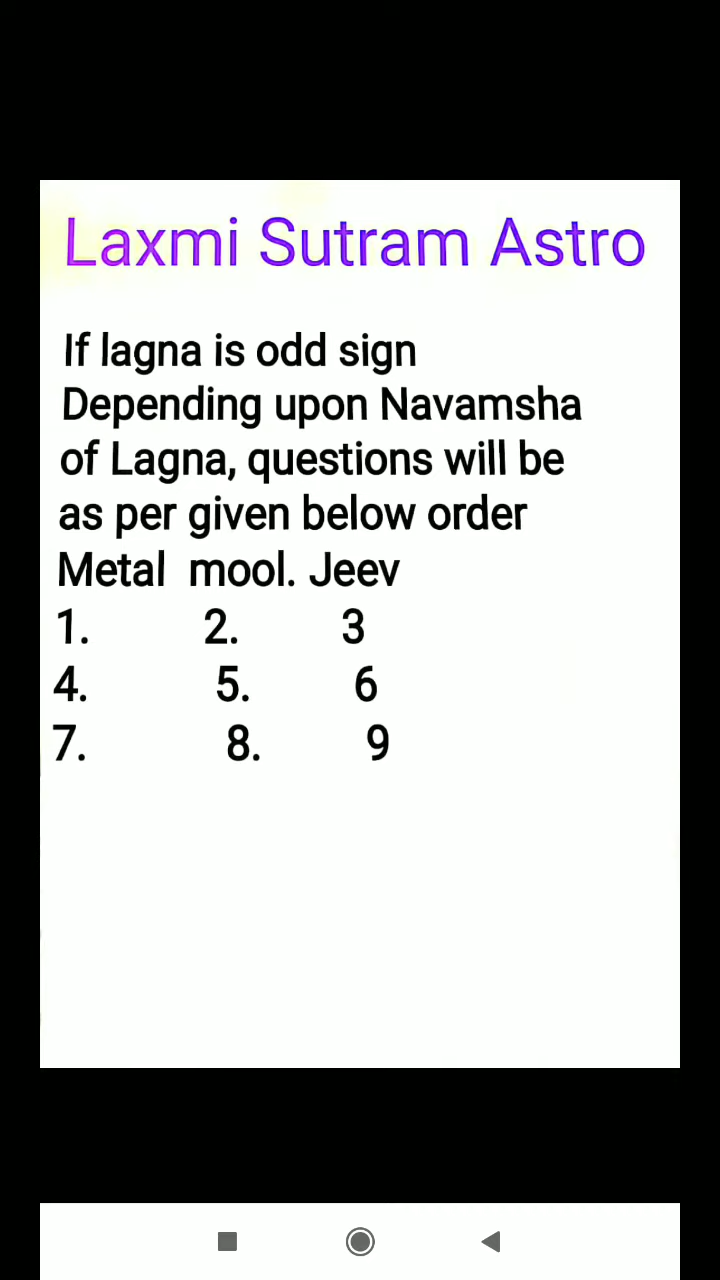 Laxmi Sutram Astro
If lagna is odd sign
Depending upon Navamsha
of Lagna, questions will be
as per given below order
Metal mool. Jeev
1. 2. 3
4. 5. 6
7. 8. 9